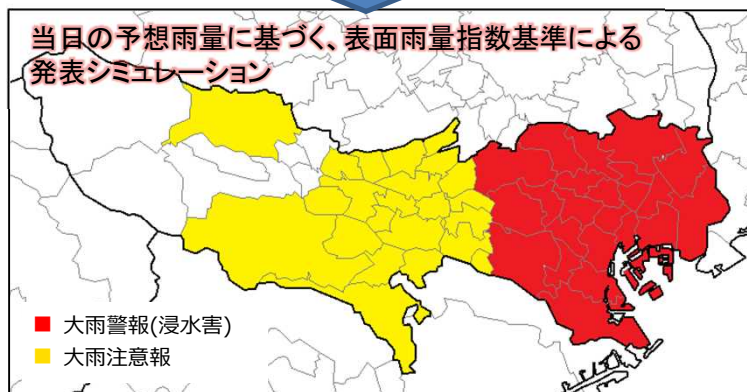 当日の予想雨量に基づく、表面雨量指数基準による
発表シミュレーション
大雨警報(浸水害)
大雨注意報